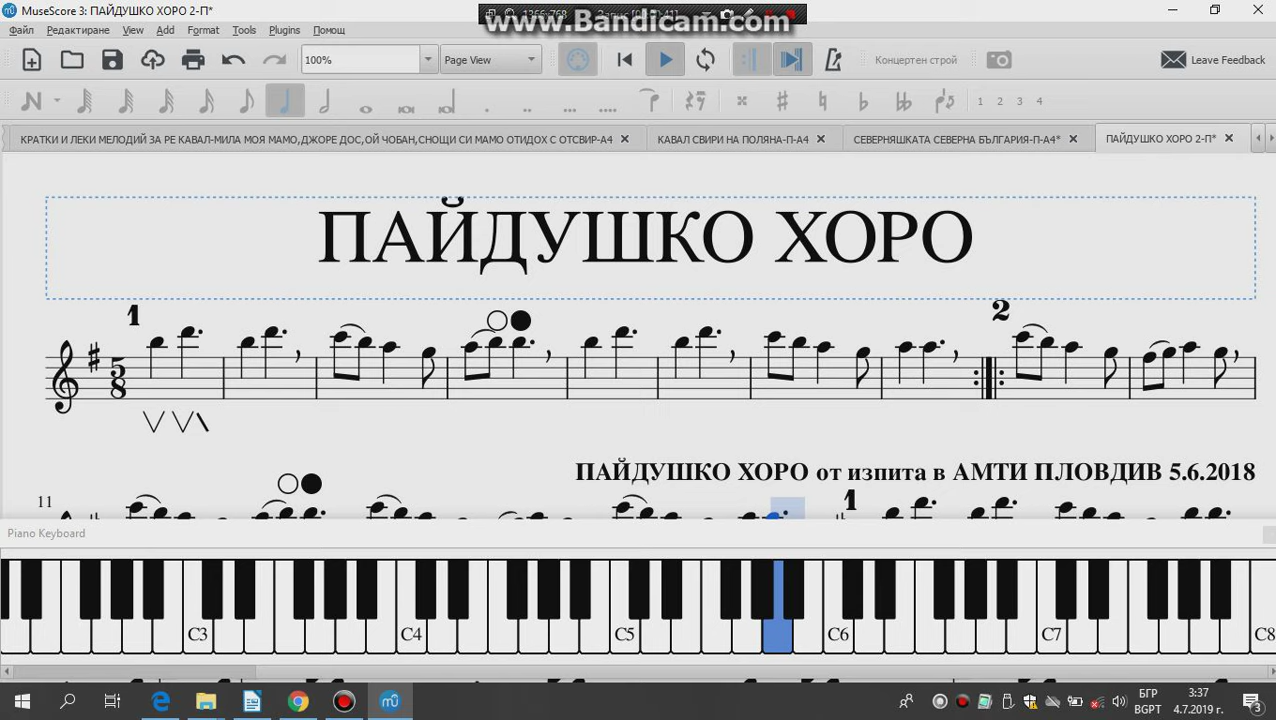 MuseScore 3: ПАЙДУШКО ХОРО 2-П*
www.Bandicam.com
Файл Редактиране View Add Format Tools Plugins Помощ
100% Page View Концертен строй Leave Feedback
1 2 3 4
КРАТКИ И ЛЕКИ МЕЛОДИЙ ЗА РЕ КАВАЛ-МИЛА МОЯ МАМО,ДЖОРЕ ДОС,ОЙ ЧОБАН,СНОЩИ СИ МАМО ОТИДОХ С ОТСВИР-А4 КАВАЛ СВИРИ НА ПОЛЯНА-П-А4 СЕВЕРНЯШКАТА СЕВЕРНА БЪЛГАРИЯ-П-А4* ПАЙДУШКО ХОРО 2-П*
ПАЙДУШКО ХОРО
1 2
5
8
ПАЙДУШКО ХОРО от изпита в АМТИ ПЛОВДИВ 5.6.2018
11 1
Piano Keyboard
C3 C4 C5 C6 C7 C8
БГР 3:37
BGPT 4.7.2019 г. 3